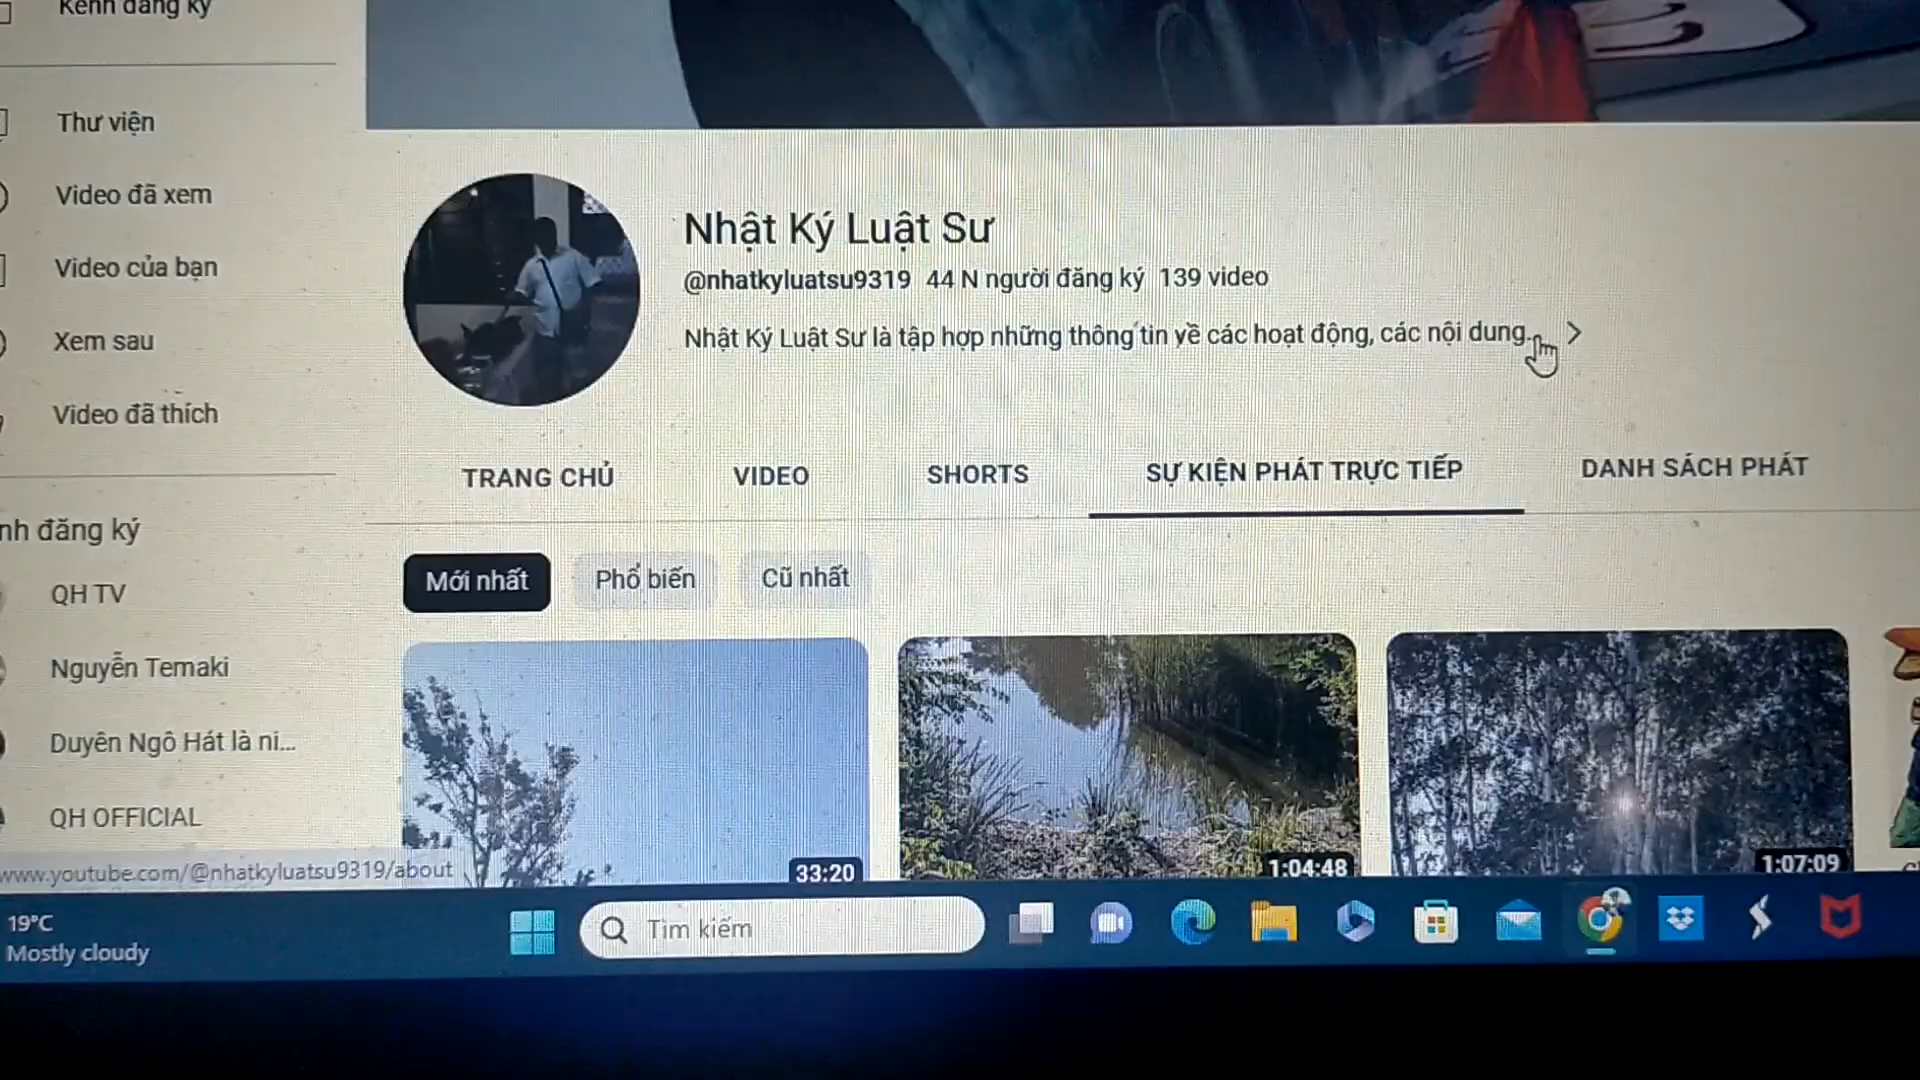 Kênh đăng ký
Thư viện
Video đã xem
Video của bạn
Xem sau
Video đã thích
nh đăng ký
QH TV
Nguyễn Temaki
Duyên Ngô Hát là ni...
QH OFFICIAL
www.youtube.com/@nhatkyluatsu9319/about
Nhật Ký Luật Sư
@nhatkyluatsu9319 44 N người đăng ký 139 video
Nhật Ký Luật Sư là tập hợp những thông tin về các hoạt động, các nội dung...
TRANG CHỦ VIDEO SHORTS SỰ KIỆN PHÁT TRỰC TIẾP DANH SÁCH PHÁT
Mới nhất Phổ biến Cũ nhất
33:20 1:04:48 1:07:09
19°C
Mostly cloudy
Tìm kiếm